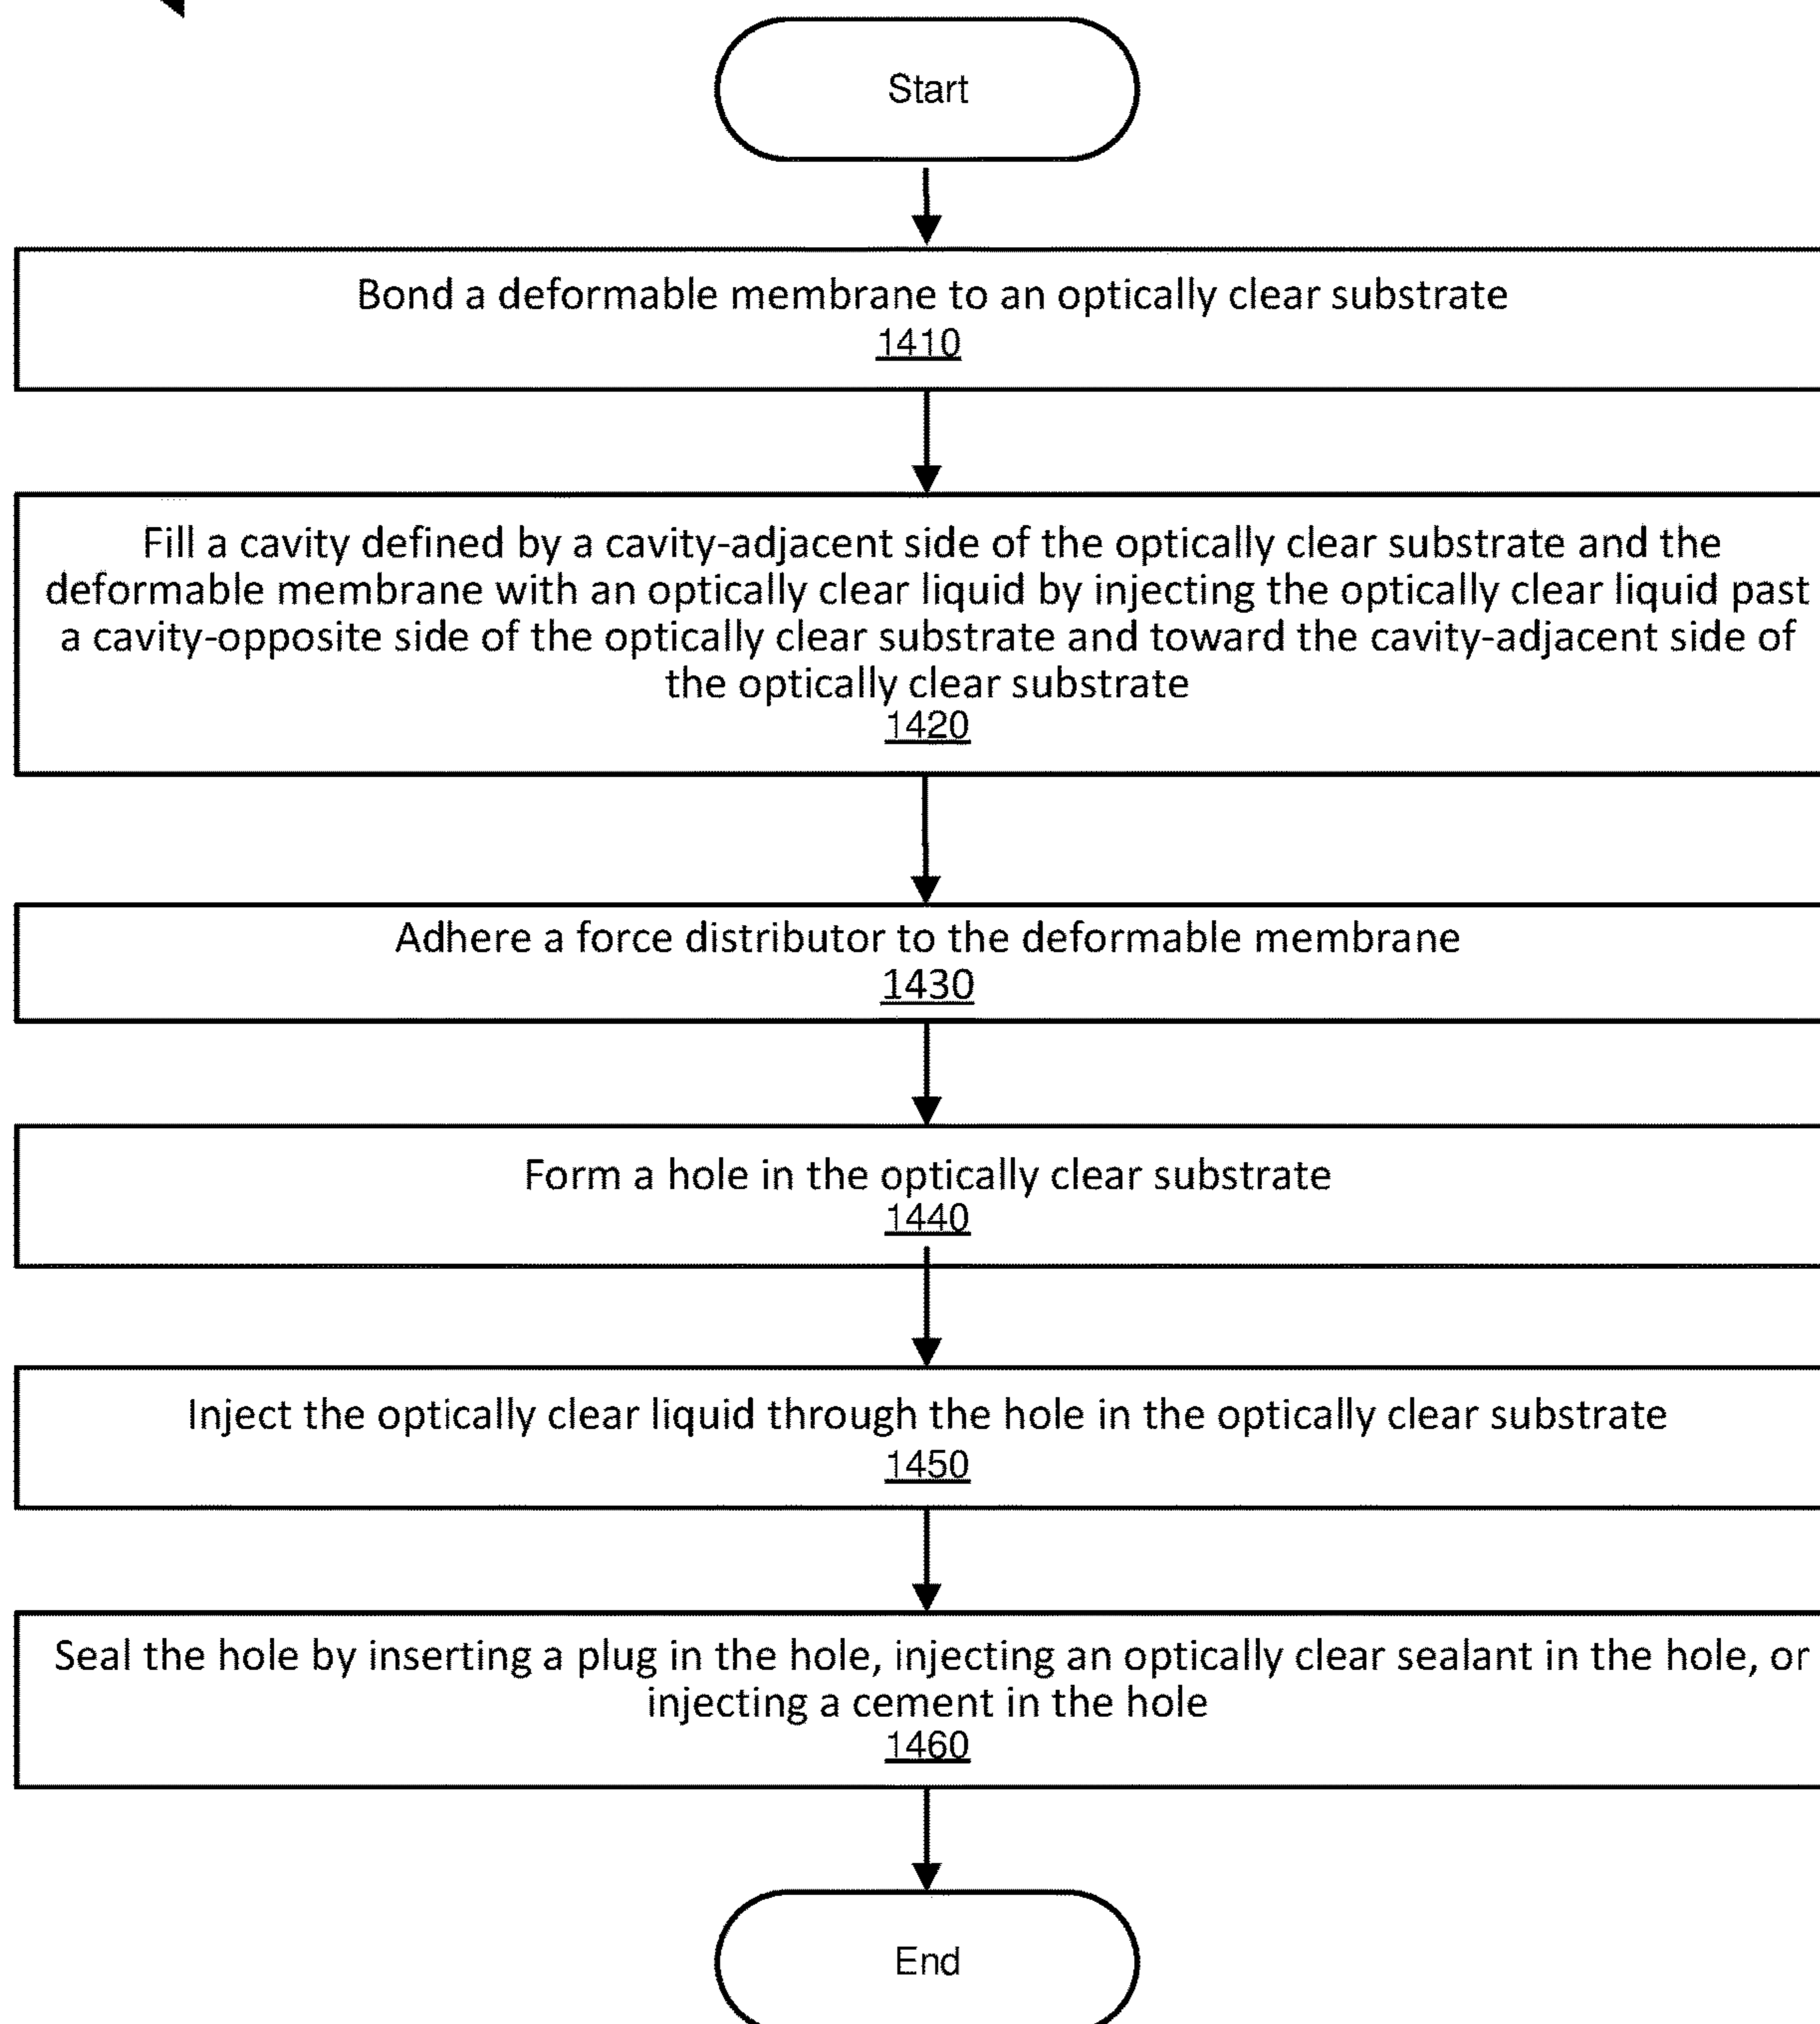 Start
Bond a deformable membrane to an optically clear substrate
1410
Fill a cavity defined by a cavity-adjacent side of the optically clear substrate and the
deformable membrane with an optically clear liquid by injecting the optically clear liquid past
a cavity-opposite side of the optically clear substrate and toward the cavity-adjacent side of
the optically clear substrate
1420
Adhere a force distributor to the deformable membrane
1430
Form a hole in the optically clear substrate
1440
Inject the optically clear liquid through the hole in the optically clear substrate
1450
Seal the hole by inserting a plug in the hole, injecting an optically clear sealant in the hole, or
injecting a cement in the hole
1460
End